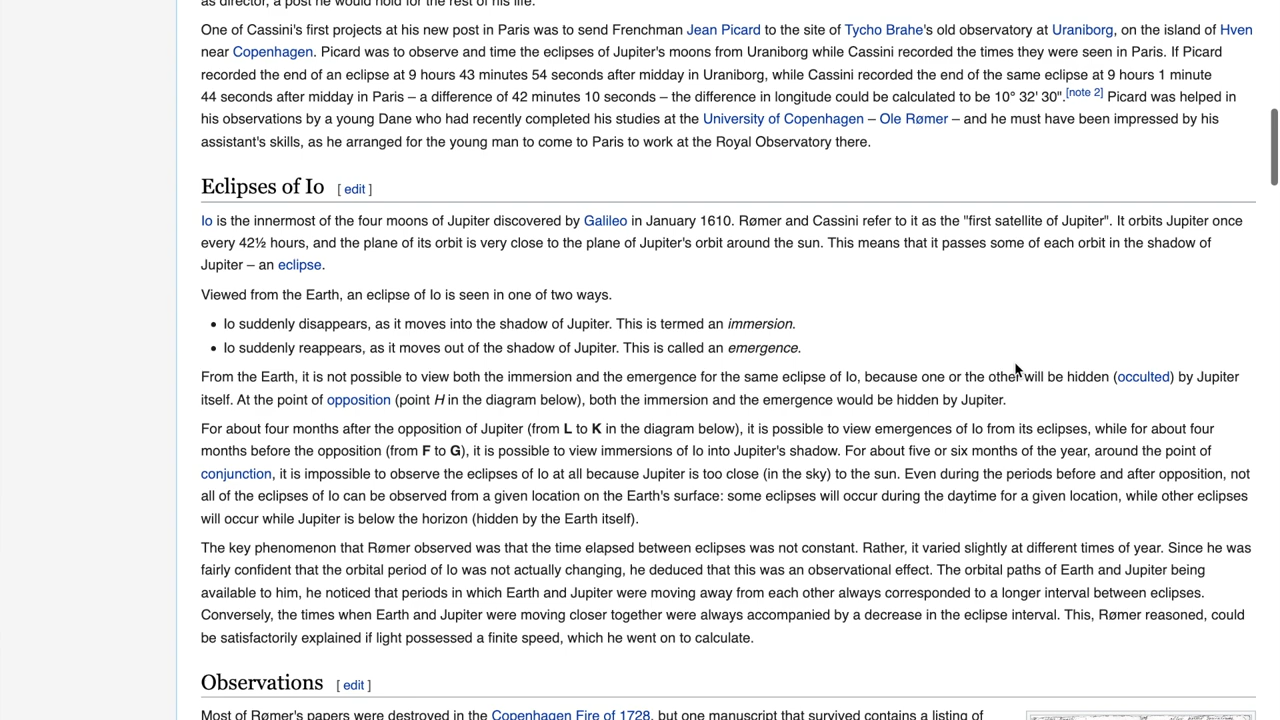 as director, a post he would hold for the rest of his life.
One of Cassini's first projects at his new post in Paris was to send Frenchman Jean Picard to the site of Tycho Brahe's old observatory at Uraniborg, on the island of Hven
near Copenhagen. Picard was to observe and time the eclipses of Jupiter's moons from Uraniborg while Cassini recorded the times they were seen in Paris. If Picard
recorded the end of an eclipse at 9 hours 43 minutes 54 seconds after midday in Uraniborg, while Cassini recorded the end of the same eclipse at 9 hours 1 minute
44 seconds after midday in Paris – a difference of 42 minutes 10 seconds – the difference in longitude could be calculated to be 10° 32' 30".[note 2] Picard was helped in
his observations by a young Dane who had recently completed his studies at the University of Copenhagen – Ole Rømer – and he must have been impressed by his
assistant's skills, as he arranged for the young man to come to Paris to work at the Royal Observatory there.
Eclipses of Io [ edit ]
Io is the innermost of the four moons of Jupiter discovered by Galileo in January 1610. Rømer and Cassini refer to it as the "first satellite of Jupiter". It orbits Jupiter once
every 42½ hours, and the plane of its orbit is very close to the plane of Jupiter's orbit around the sun. This means that it passes some of each orbit in the shadow of
Jupiter – an eclipse.
Viewed from the Earth, an eclipse of Io is seen in one of two ways.
• Io suddenly disappears, as it moves into the shadow of Jupiter. This is termed an immersion.
• Io suddenly reappears, as it moves out of the shadow of Jupiter. This is called an emergence.
From the Earth, it is not possible to view both the immersion and the emergence for the same eclipse of Io, because one or the other will be hidden (occulted) by Jupiter
itself. At the point of opposition (point H in the diagram below), both the immersion and the emergence would be hidden by Jupiter.
For about four months after the opposition of Jupiter (from L to K in the diagram below), it is possible to view emergences of Io from its eclipses, while for about four
months before the opposition (from F to G), it is possible to view immersions of Io into Jupiter's shadow. For about five or six months of the year, around the point of
conjunction, it is impossible to observe the eclipses of Io at all because Jupiter is too close (in the sky) to the sun. Even during the periods before and after opposition, not
all of the eclipses of Io can be observed from a given location on the Earth's surface: some eclipses will occur during the daytime for a given location, while other eclipses
will occur while Jupiter is below the horizon (hidden by the Earth itself).
The key phenomenon that Rømer observed was that the time elapsed between eclipses was not constant. Rather, it varied slightly at different times of year. Since he was
fairly confident that the orbital period of Io was not actually changing, he deduced that this was an observational effect. The orbital paths of Earth and Jupiter being
available to him, he noticed that periods in which Earth and Jupiter were moving away from each other always corresponded to a longer interval between eclipses.
Conversely, the times when Earth and Jupiter were moving closer together were always accompanied by a decrease in the eclipse interval. This, Rømer reasoned, could
be satisfactorily explained if light possessed a finite speed, which he went on to calculate.
Observations [ edit ]
Most of Rømer's papers were destroyed in the Copenhagen Fire of 1728, but one manuscript that survived contains a listing of